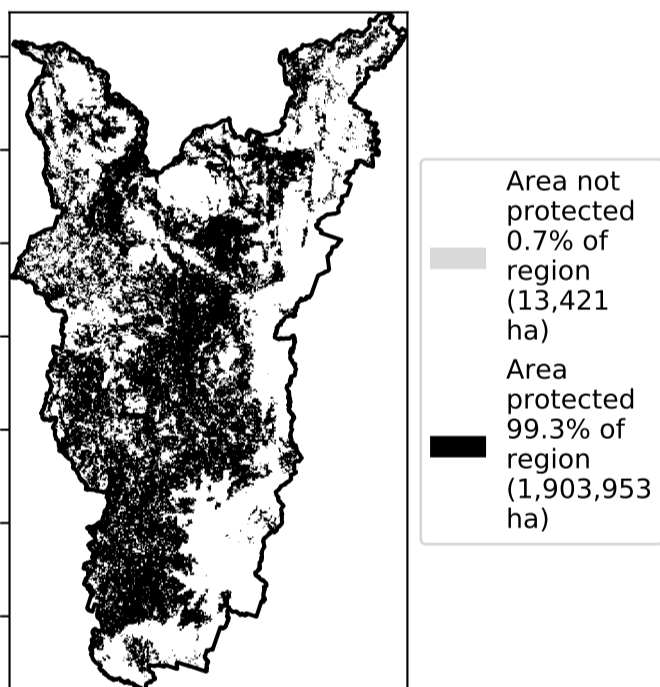 Area not
protected
0.7% of
region
(13,421
ha)
Area
protected
99.3% of
region
(1,903,953
ha)